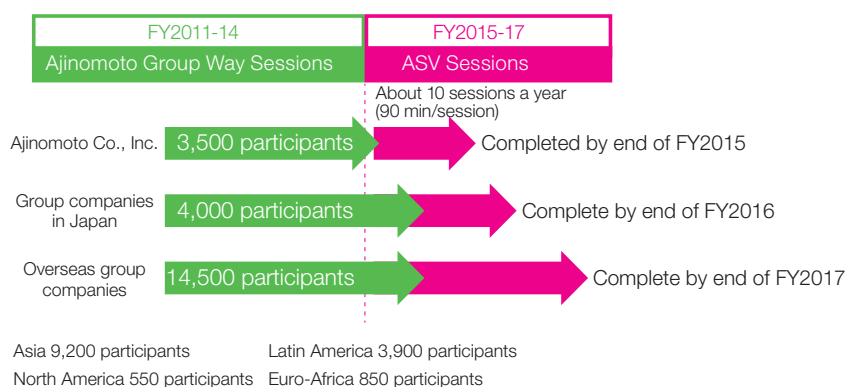 FY2011-14
FY2015-17
Ajinomoto Group Way Sessions
ASV Sessions
About 10 sessions a year
(90 min/session)
Ajinomoto Co., Inc.
3,500 participants
Completed by end of FY2015
Group companies
in Japan
4,000 participants
Complete by end of FY2016
Overseas group
companies
14,500 participants
Complete by end of FY2017
Asia 9,200 participants
Latin America 3,900 participants
North America 550 participants
Euro-Africa 850 participants